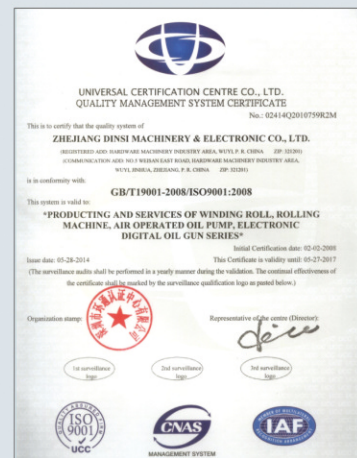 UNIVERSAL CERTIFICATION CENTRE CO., LTD.
QUALITY MANAGEMENT SYSTEM CERTIFICATE
No.: 02414Q2010759R2M
This is to certify that the quality system of
ZHEJIANG DINSI MACHINERY & ELECTRONIC CO., LTD.
(REGISTERED ADD: HARDWARE MACHINERY INDUSTRY AREA, WUYI, P. R. CHINA ZIP: 321201)
(COMMUNICATION ADD: NO.F WEISAN EAST ROAD, HARDWARE MACHINERY INDUSTRY AREA,
WUYI, JINHUA, ZHEJIANG, P. R. CHINA ZIP: 321201)
is in conformity with:
GB/T19001-2008/ISO9001:2008
This system is valid to:
"PRODUCTING AND SERVICES OF WINDING ROLL, ROLLING
MACHINE, AIR OPERATED OIL PUMP, ELECTRONIC
DIGITAL OIL GUN SERIES"
Initial Certification date: 02-02-2008
Issue date: 05-28-2014 This Certificate is validity until: 05-27-2017
(The surveillance audits shall be performed in a yearly manner during the validation. The continual effectiveness of
the certificate shall be marked by the surveillance qualification logo as pasted below.)
Organization stamp: Representative of the centre (Director):
1st surveillance
logo
2nd surveillance
logo
3rd surveillance
logo
QUALITY ASSURED FIRM
ISO
9001
UCC
CNAS
MANAGEMENT SYSTEM
IAF